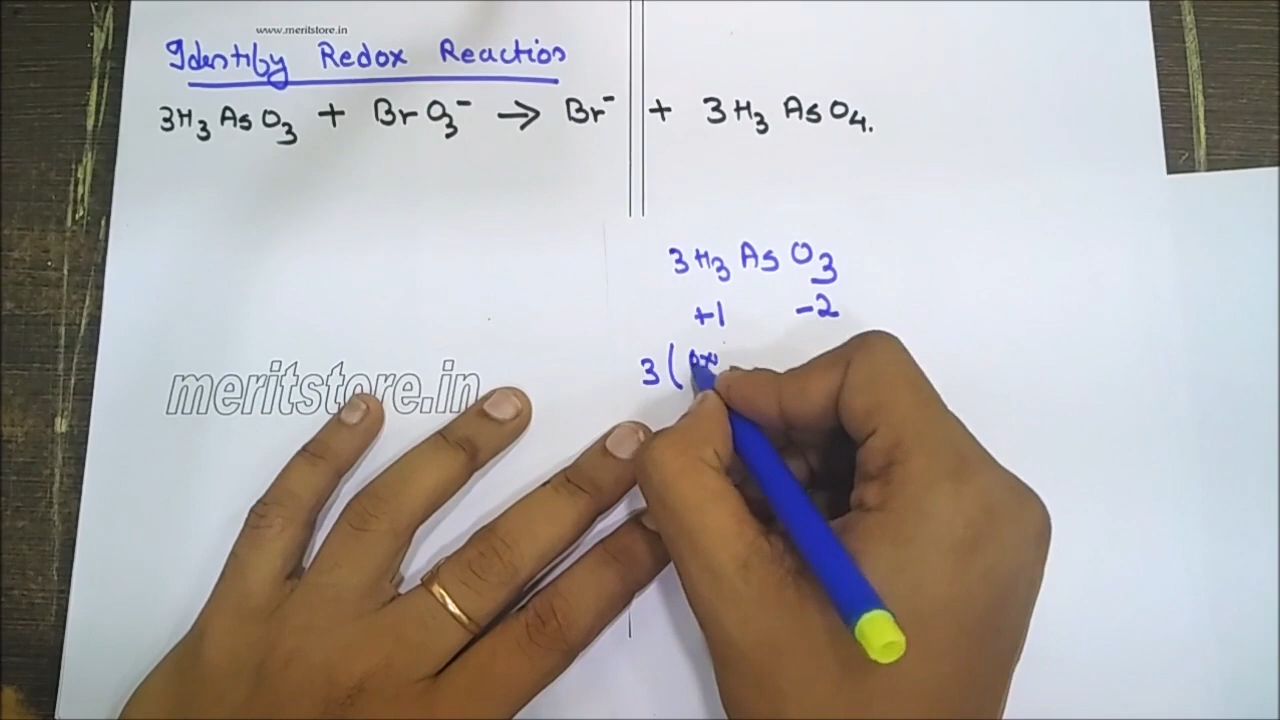 www.meritstore.in
Identify Redox Reaction
3H₃AsO₃ + BrO₃⁻ → Br⁻ + 3H₃AsO₄.
3H₃AsO₃
+1 -2
3(
meritstore.in